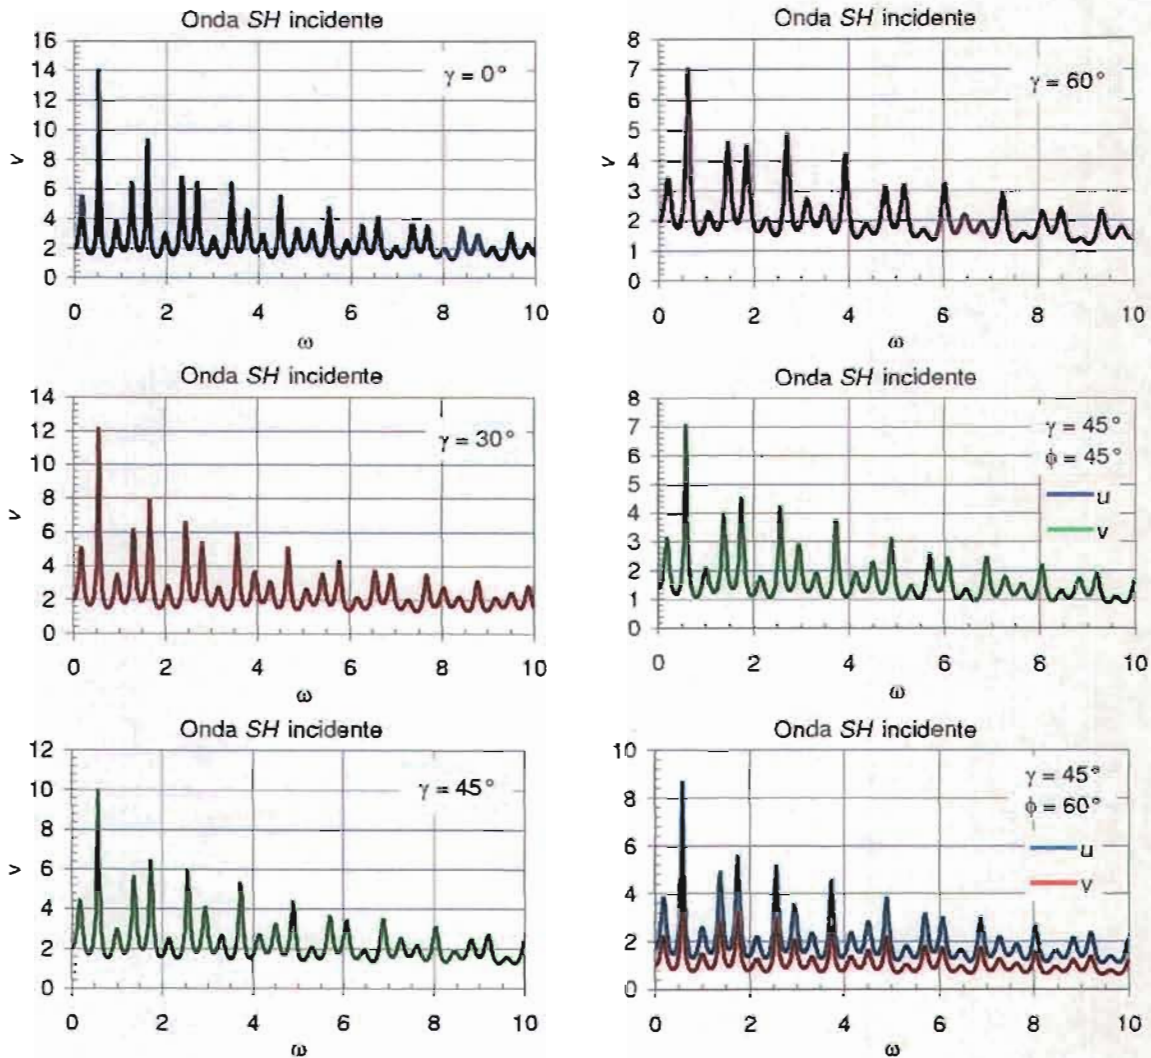 Onda SH incidente
16
14
12
10
8
6
4
2
0
v
γ = 0°
0 2 4 6 8 10
ω
Onda SH incidente
8
7
6
5
4
3
2
1
0
v
γ = 60°
0 2 4 6 8 10
ω
Onda SH incidente
14
12
10
8
6
4
2
0
v
γ = 30°
0 2 4 6 8 10
ω
Onda SH incidente
8
7
6
5
4
3
2
1
0
γ = 45°
ϕ = 45°
u
v
0 2 4 6 8 10
ω
Onda SH incidente
12
10
8
6
4
2
0
v
γ = 45°
0 2 4 6 8 10
ω
Onda SH incidente
10
8
6
4
2
0
γ = 45°
ϕ = 60°
u
v
0 2 4 6 8 10
ω